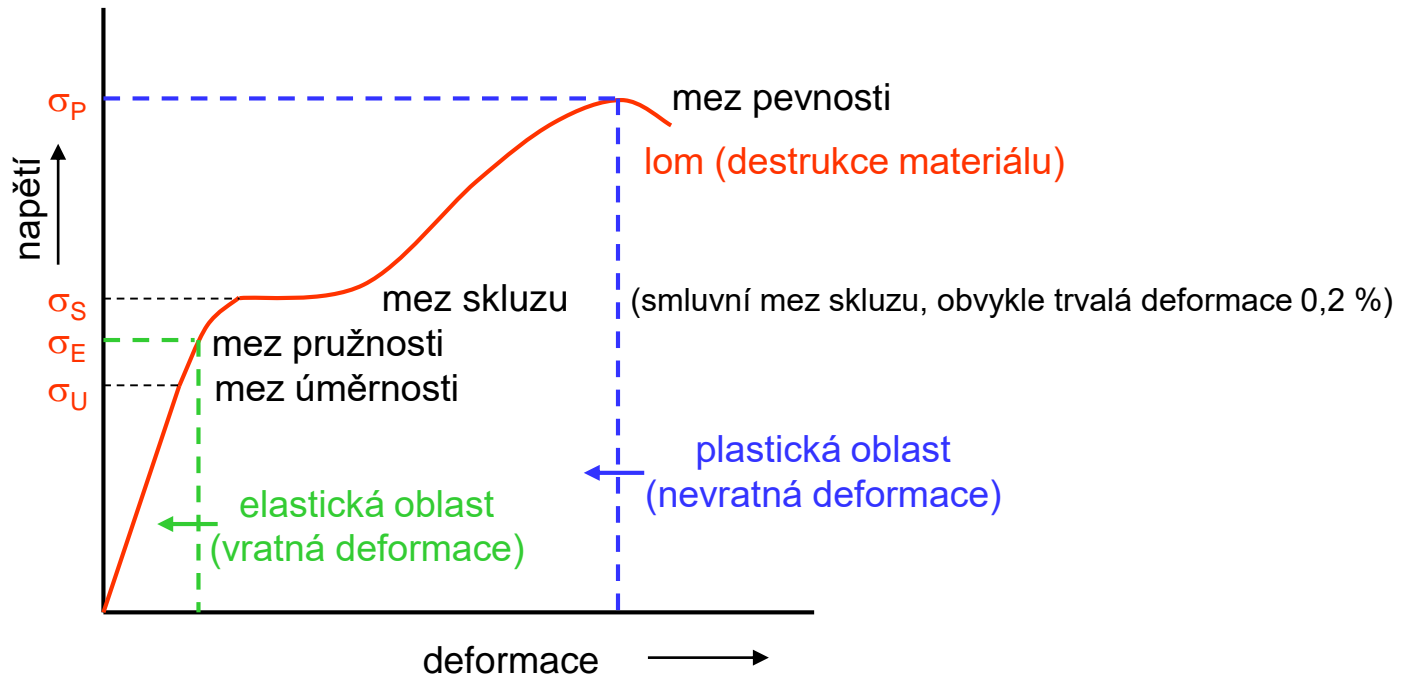 σP
mez pevnosti
lom (destrukce materiálu)
napětí
σS
mez skluzu
(smluvní mez skluzu, obvykle trvalá deformace 0,2 %)
σE
mez pružnosti
σU
mez úměrnosti
plastická oblast
(nevratná deformace)
elastická oblast
(vratná deformace)
deformace